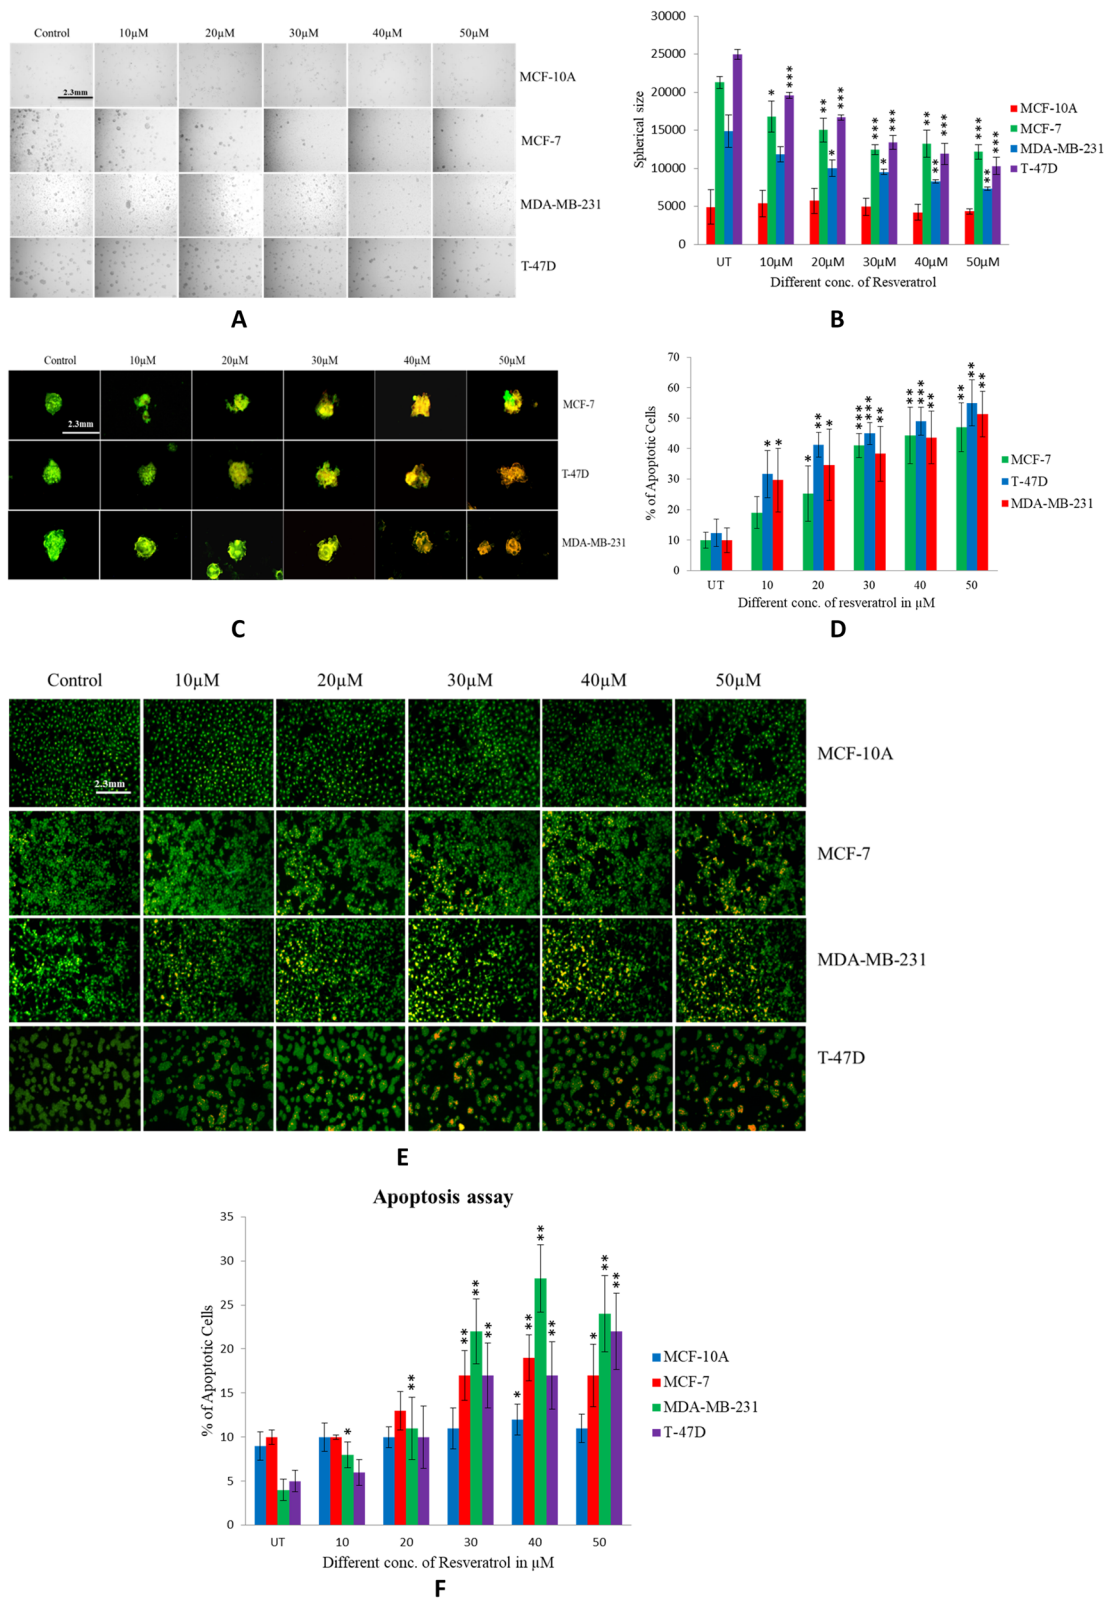 Control 10µM 20µM 30µM 40µM 50µM
2.3mm
MCF-10A
MCF-7
MDA-MB-231
T-47D
A
30000
25000
20000
15000
10000
5000
0
Spherical size
* *** ** *** * *** *** * ** *** ** *** *** **
UT 10µM 20µM 30µM 40µM 50µM
Different conc. of Resveratrol
MCF-10A
MCF-7
MDA-MB-231
T-47D
B
Control 10µM 20µM 30µM 40µM 50µM
2.3mm
MCF-7
T-47D
MDA-MB-231
C
70
60
50
40
30
20
10
0
% of Apoptotic Cells
* * * ** * *** *** ** ** *** ** ** ** **
UT 10 20 30 40 50
Different conc. of resveratrol in µM
MCF-7
T-47D
MDA-MB-231
D
Control 10µM 20µM 30µM 40µM 50µM
2.3mm
MCF-10A
MCF-7
MDA-MB-231
T-47D
E
Apoptosis assay
35
30
25
20
15
10
5
0
% of Apoptotic Cells
* ** ** ** ** * ** ** ** * ** **
UT 10 20 30 40 50
Different conc. of Resveratrol in µM
MCF-10A
MCF-7
MDA-MB-231
T-47D
F